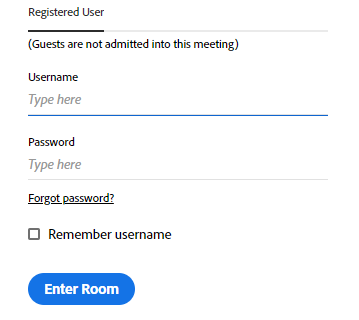 Registered User
(Guests are not admitted into this meeting)
Username
Type here
Password
Type here
Forgot password?
Remember username
Enter Room